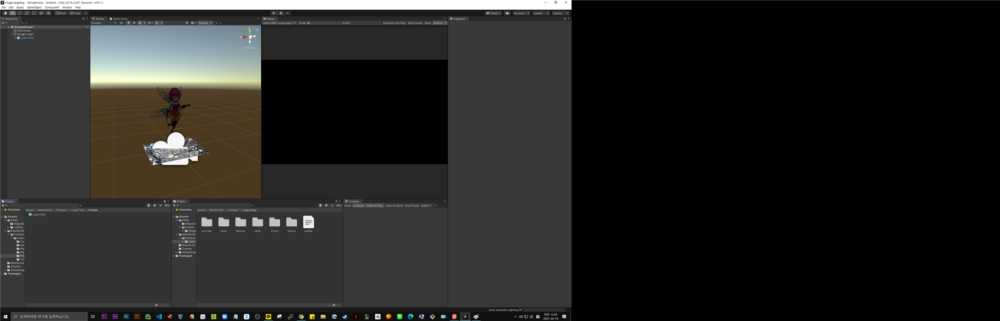 Image targeting - SampleScene - Android - Unity 2019.4.24f1 Personal* <DX11>
File Edit Assets GameObject Component Window Help
Pivot Local Collab Account Layers Layout
Hierarchy
All
SampleScene*
ARCamera
ImageTarget
Lady Fairy
Scene Asset Store
Shaded 2D Gizmos All
y
x
Persp
Game
1920x1080 Landscape (1 Scale 0.434 Maximize On Play Mute Audio Stats Gizmos
Inspector
Project
Favorites
Assets
Editor
Migratio
Vuforia
MeshSmit
Fantasy
Lady
Co
De
Ma
Me
Pre
Te
Resources
Scenes
StreamingA
Packages
Assets > MeshSmith > Fantasy1 > Lady Fairy > Prefab
Lady Fairy
Project
Favorites
Assets
Editor
Migratio
Vuforia
Image
MeshSmit
Fantasy
Lady
Resources
Scenes
StreamingA
Packages
Assets > MeshSmith > Fantasy1 > Lady Fairy
Controller Demo Material Mesh Prefab Texture readMe
Console
Clear Collapse Clear on Play Clear on Build Error Pause Editor
Auto Generate Lighting Off
검색하려면 여기에 입력하십시오.
오전 12:45
2021-04-16